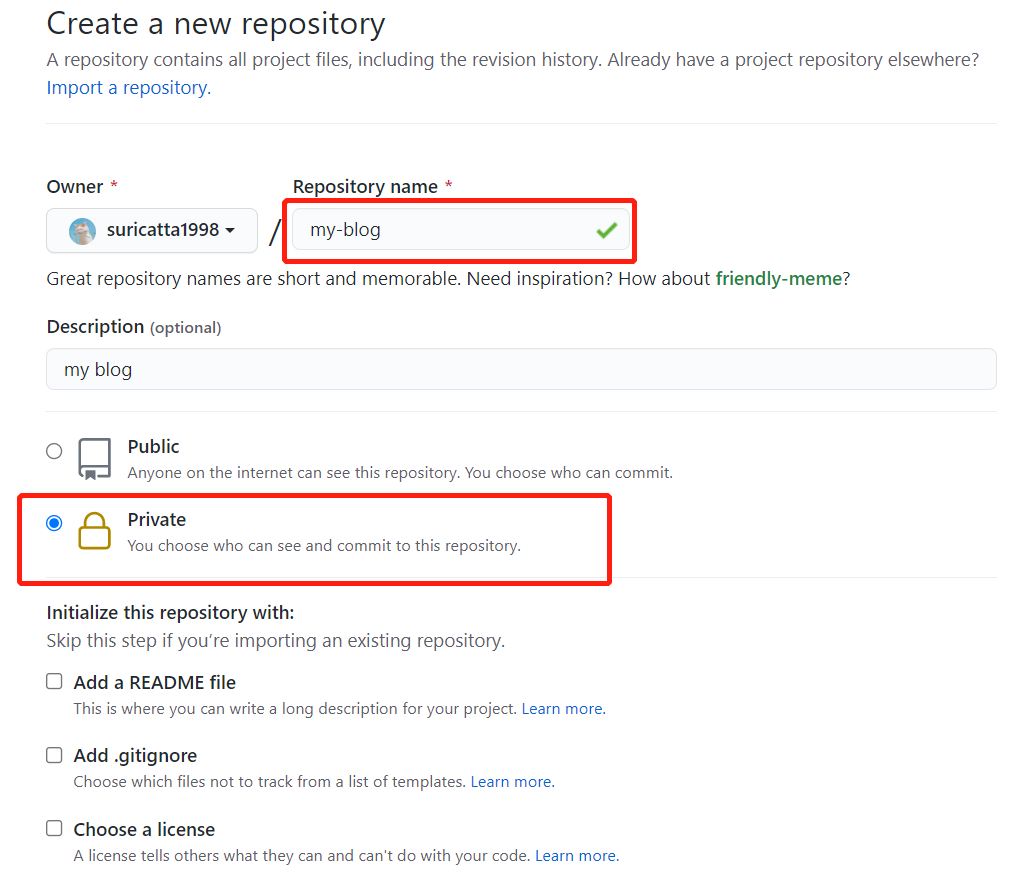 Create a new repository
A repository contains all project files, including the revision history. Already have a project repository elsewhere?
Import a repository.
Owner *
Repository name *
suricatta1998
/
my-blog
Great repository names are short and memorable. Need inspiration? How about friendly-meme?
Description (optional)
my blog
Public
Anyone on the internet can see this repository. You choose who can commit.
Private
You choose who can see and commit to this repository.
Initialize this repository with:
Skip this step if you’re importing an existing repository.
Add a README file
This is where you can write a long description for your project. Learn more.
Add .gitignore
Choose which files not to track from a list of templates. Learn more.
Choose a license
A license tells others what they can and can't do with your code. Learn more.